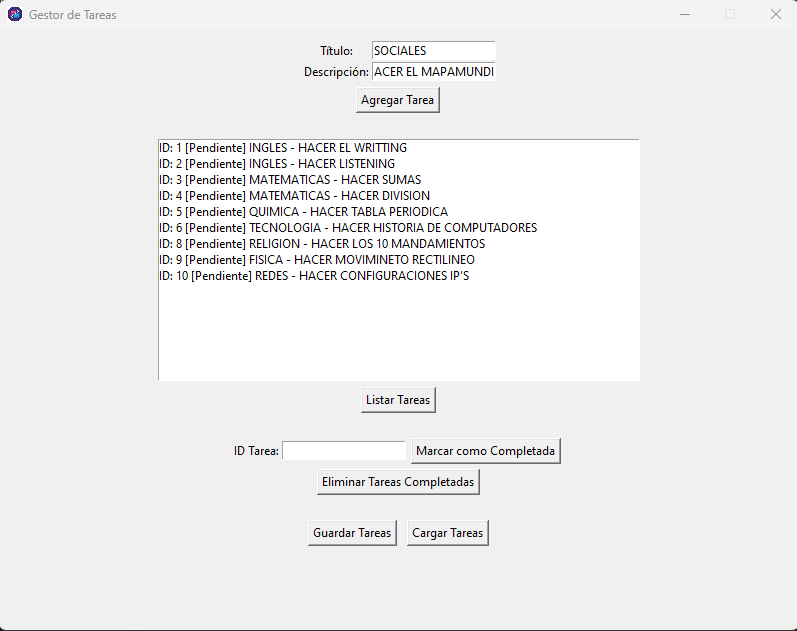 Gestor de Tareas
Título: SOCIALES
Descripción: ACER EL MAPAMUNDI
Agregar Tarea
ID: 1 [Pendiente] INGLES - HACER EL WRITTING
ID: 2 [Pendiente] INGLES - HACER LISTENING
ID: 3 [Pendiente] MATEMATICAS - HACER SUMAS
ID: 4 [Pendiente] MATEMATICAS - HACER DIVISION
ID: 5 [Pendiente] QUIMICA - HACER TABLA PERIODICA
ID: 6 [Pendiente] TECNOLOGIA - HACER HISTORIA DE COMPUTADORES
ID: 8 [Pendiente] RELIGION - HACER LOS 10 MANDAMIENTOS
ID: 9 [Pendiente] FISICA - HACER MOVIMINETO RECTILINEO
ID: 10 [Pendiente] REDES - HACER CONFIGURACIONES IP'S
Listar Tareas
ID Tarea: Marcar como Completada
Eliminar Tareas Completadas
Guardar Tareas Cargar Tareas